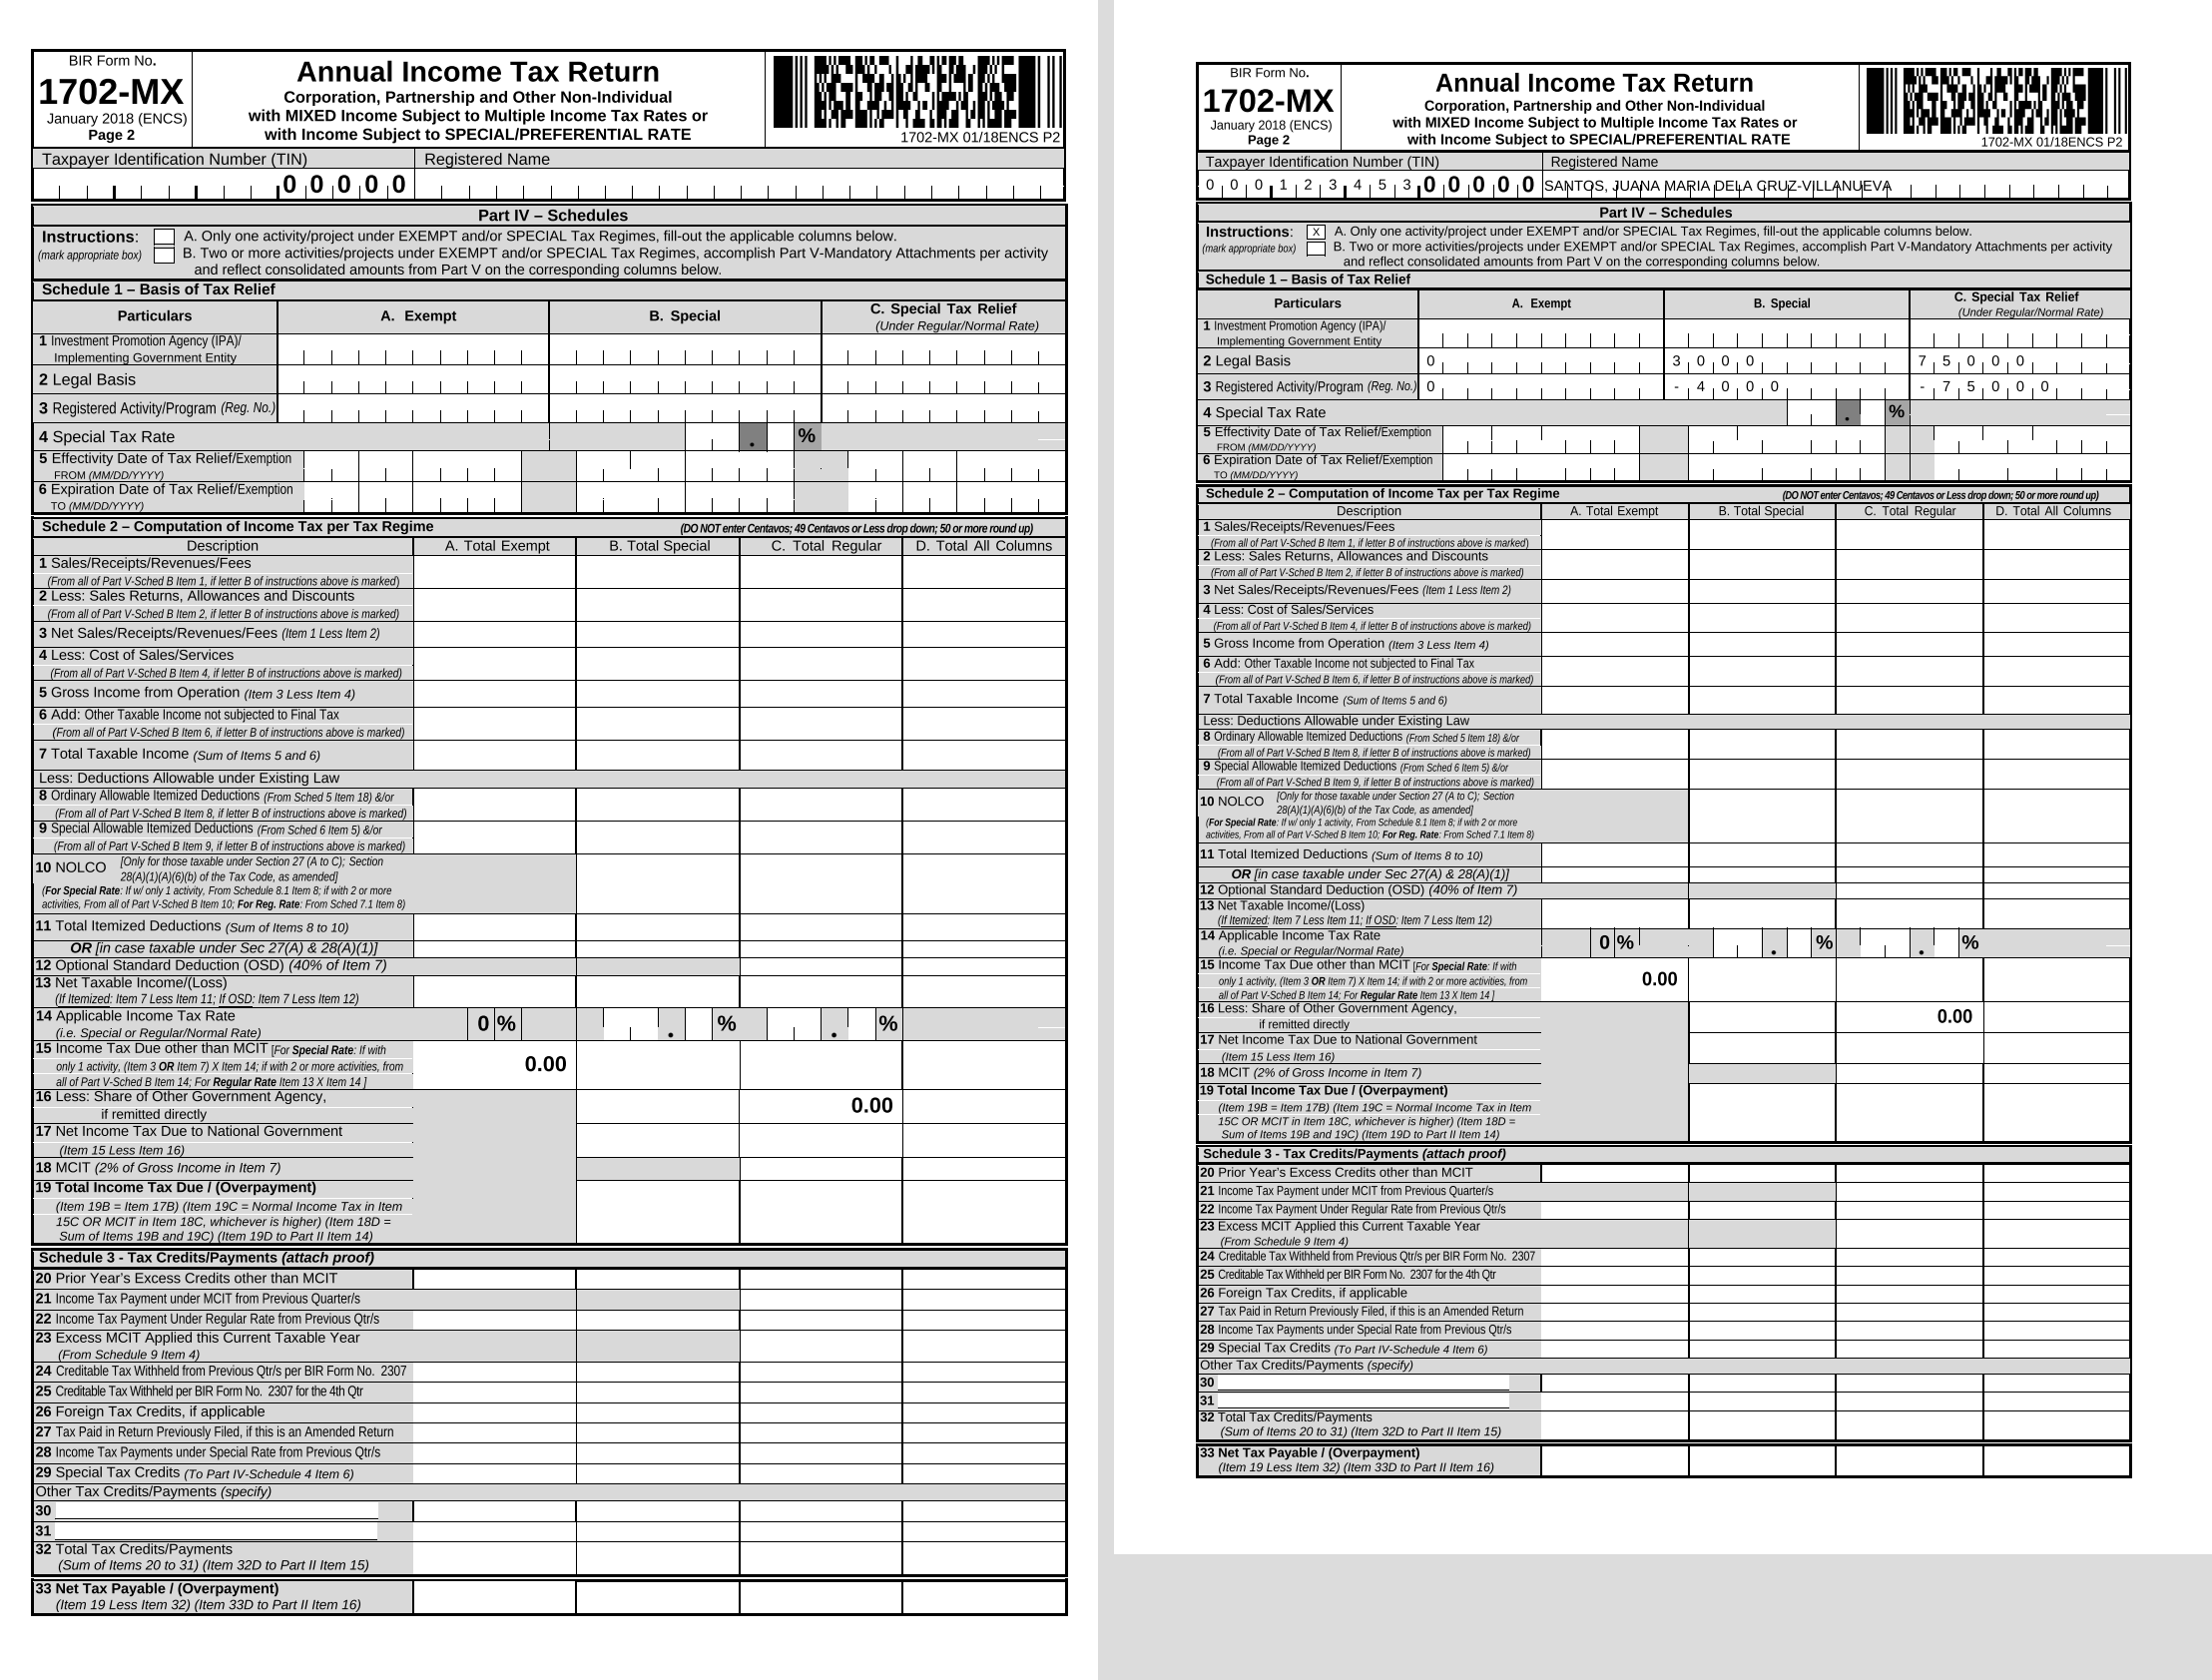 BIR Form No.
1702-MX
January 2018 (ENCS)
Page 2
Annual Income Tax Return
Corporation, Partnership and Other Non-Individual
with MIXED Income Subject to Multiple Income Tax Rates or
with Income Subject to SPECIAL/PREFERENTIAL RATE
1702-MX 01/18ENCS P2
Taxpayer Identification Number (TIN) Registered Name
0 0 0 0 0
Part IV – Schedules
Instructions: A. Only one activity/project under EXEMPT and/or SPECIAL Tax Regimes, fill-out the applicable columns below.
(mark appropriate box) B. Two or more activities/projects under EXEMPT and/or SPECIAL Tax Regimes, accomplish Part V-Mandatory Attachments per activity
and reflect consolidated amounts from Part V on the corresponding columns below.
Schedule 1 – Basis of Tax Relief
Particulars A. Exempt B. Special C. Special Tax Relief
(Under Regular/Normal Rate)
1 Investment Promotion Agency (IPA)/
Implementing Government Entity
2 Legal Basis
3 Registered Activity/Program (Reg. No.)
4 Special Tax Rate . %
5 Effectivity Date of Tax Relief/Exemption
FROM (MM/DD/YYYY)
6 Expiration Date of Tax Relief/Exemption
TO (MM/DD/YYYY)
Schedule 2 – Computation of Income Tax per Tax Regime (DO NOT enter Centavos; 49 Centavos or Less drop down; 50 or more round up)
Description A. Total Exempt B. Total Special C. Total Regular D. Total All Columns
1 Sales/Receipts/Revenues/Fees
(From all of Part V-Sched B Item 1, if letter B of instructions above is marked)
2 Less: Sales Returns, Allowances and Discounts
(From all of Part V-Sched B Item 2, if letter B of instructions above is marked)
3 Net Sales/Receipts/Revenues/Fees (Item 1 Less Item 2)
4 Less: Cost of Sales/Services
(From all of Part V-Sched B Item 4, if letter B of instructions above is marked)
5 Gross Income from Operation (Item 3 Less Item 4)
6 Add: Other Taxable Income not subjected to Final Tax
(From all of Part V-Sched B Item 6, if letter B of instructions above is marked)
7 Total Taxable Income (Sum of Items 5 and 6)
Less: Deductions Allowable under Existing Law
8 Ordinary Allowable Itemized Deductions (From Sched 5 Item 18) &/or
(From all of Part V-Sched B Item 8, if letter B of instructions above is marked)
9 Special Allowable Itemized Deductions (From Sched 6 Item 5) &/or
(From all of Part V-Sched B Item 9, if letter B of instructions above is marked)
10 NOLCO [Only for those taxable under Section 27 (A to C); Section
28(A)(1)(A)(6)(b) of the Tax Code, as amended]
(For Special Rate: If w/ only 1 activity, From Schedule 8.1 Item 8; if with 2 or more
activities, From all of Part V-Sched B Item 10; For Reg. Rate: From Sched 7.1 Item 8)
11 Total Itemized Deductions (Sum of Items 8 to 10)
OR [in case taxable under Sec 27(A) & 28(A)(1)]
12 Optional Standard Deduction (OSD) (40% of Item 7)
13 Net Taxable Income/(Loss)
(If Itemized: Item 7 Less Item 11; If OSD: Item 7 Less Item 12)
14 Applicable Income Tax Rate 0 % . % . %
(i.e. Special or Regular/Normal Rate)
15 Income Tax Due other than MCIT [For Special Rate: If with
only 1 activity, (Item 3 OR Item 7) X Item 14; if with 2 or more activities, from 0.00
all of Part V-Sched B Item 14; For Regular Rate Item 13 X Item 14 ]
16 Less: Share of Other Government Agency, 0.00
if remitted directly
17 Net Income Tax Due to National Government
(Item 15 Less Item 16)
18 MCIT (2% of Gross Income in Item 7)
19 Total Income Tax Due / (Overpayment)
(Item 19B = Item 17B) (Item 19C = Normal Income Tax in Item
15C OR MCIT in Item 18C, whichever is higher) (Item 18D =
Sum of Items 19B and 19C) (Item 19D to Part II Item 14)
Schedule 3 - Tax Credits/Payments (attach proof)
20 Prior Year's Excess Credits other than MCIT
21 Income Tax Payment under MCIT from Previous Quarter/s
22 Income Tax Payment Under Regular Rate from Previous Qtr/s
23 Excess MCIT Applied this Current Taxable Year
(From Schedule 9 Item 4)
24 Creditable Tax Withheld from Previous Qtr/s per BIR Form No. 2307
25 Creditable Tax Withheld per BIR Form No. 2307 for the 4th Qtr
26 Foreign Tax Credits, if applicable
27 Tax Paid in Return Previously Filed, if this is an Amended Return
28 Income Tax Payments under Special Rate from Previous Qtr/s
29 Special Tax Credits (To Part IV-Schedule 4 Item 6)
Other Tax Credits/Payments (specify)
30
31
32 Total Tax Credits/Payments
(Sum of Items 20 to 31) (Item 32D to Part II Item 15)
33 Net Tax Payable / (Overpayment)
(Item 19 Less Item 32) (Item 33D to Part II Item 16)
BIR Form No.
1702-MX
January 2018 (ENCS)
Page 2
Annual Income Tax Return
Corporation, Partnership and Other Non-Individual
with MIXED Income Subject to Multiple Income Tax Rates or
with Income Subject to SPECIAL/PREFERENTIAL RATE
1702-MX 01/18ENCS P2
Taxpayer Identification Number (TIN) Registered Name
0 0 0 1 2 3 4 5 3 0 0 0 0 0 SANTOS, JUANA MARIA DELA CRUZ-VILLANUEVA
Part IV – Schedules
Instructions: x A. Only one activity/project under EXEMPT and/or SPECIAL Tax Regimes, fill-out the applicable columns below.
(mark appropriate box) B. Two or more activities/projects under EXEMPT and/or SPECIAL Tax Regimes, accomplish Part V-Mandatory Attachments per activity
and reflect consolidated amounts from Part V on the corresponding columns below.
Schedule 1 – Basis of Tax Relief
Particulars A. Exempt B. Special C. Special Tax Relief
(Under Regular/Normal Rate)
1 Investment Promotion Agency (IPA)/
Implementing Government Entity
2 Legal Basis 0 3 0 0 0 7 5 0 0 0
3 Registered Activity/Program (Reg. No.) 0 - 4 0 0 0 - 7 5 0 0 0
4 Special Tax Rate . %
5 Effectivity Date of Tax Relief/Exemption
FROM (MM/DD/YYYY)
6 Expiration Date of Tax Relief/Exemption
TO (MM/DD/YYYY)
Schedule 2 – Computation of Income Tax per Tax Regime (DO NOT enter Centavos; 49 Centavos or Less drop down; 50 or more round up)
Description A. Total Exempt B. Total Special C. Total Regular D. Total All Columns
1 Sales/Receipts/Revenues/Fees
(From all of Part V-Sched B Item 1, if letter B of instructions above is marked)
2 Less: Sales Returns, Allowances and Discounts
(From all of Part V-Sched B Item 2, if letter B of instructions above is marked)
3 Net Sales/Receipts/Revenues/Fees (Item 1 Less Item 2)
4 Less: Cost of Sales/Services
(From all of Part V-Sched B Item 4, if letter B of instructions above is marked)
5 Gross Income from Operation (Item 3 Less Item 4)
6 Add: Other Taxable Income not subjected to Final Tax
(From all of Part V-Sched B Item 6, if letter B of instructions above is marked)
7 Total Taxable Income (Sum of Items 5 and 6)
Less: Deductions Allowable under Existing Law
8 Ordinary Allowable Itemized Deductions (From Sched 5 Item 18) &/or
(From all of Part V-Sched B Item 8, if letter B of instructions above is marked)
9 Special Allowable Itemized Deductions (From Sched 6 Item 5) &/or
(From all of Part V-Sched B Item 9, if letter B of instructions above is marked)
10 NOLCO [Only for those taxable under Section 27 (A to C); Section
28(A)(1)(A)(6)(b) of the Tax Code, as amended]
(For Special Rate: If w/ only 1 activity, From Schedule 8.1 Item 8; if with 2 or more
activities, From all of Part V-Sched B Item 10; For Reg. Rate: From Sched 7.1 Item 8)
11 Total Itemized Deductions (Sum of Items 8 to 10)
OR [in case taxable under Sec 27(A) & 28(A)(1)]
12 Optional Standard Deduction (OSD) (40% of Item 7)
13 Net Taxable Income/(Loss)
(If Itemized: Item 7 Less Item 11; If OSD: Item 7 Less Item 12)
14 Applicable Income Tax Rate 0 % . % . %
(i.e. Special or Regular/Normal Rate)
15 Income Tax Due other than MCIT [For Special Rate: If with
only 1 activity, (Item 3 OR Item 7) X Item 14; if with 2 or more activities, from 0.00
all of Part V-Sched B Item 14; For Regular Rate Item 13 X Item 14 ]
16 Less: Share of Other Government Agency, 0.00
if remitted directly
17 Net Income Tax Due to National Government
(Item 15 Less Item 16)
18 MCIT (2% of Gross Income in Item 7)
19 Total Income Tax Due / (Overpayment)
(Item 19B = Item 17B) (Item 19C = Normal Income Tax in Item
15C OR MCIT in Item 18C, whichever is higher) (Item 18D =
Sum of Items 19B and 19C) (Item 19D to Part II Item 14)
Schedule 3 - Tax Credits/Payments (attach proof)
20 Prior Year's Excess Credits other than MCIT
21 Income Tax Payment under MCIT from Previous Quarter/s
22 Income Tax Payment Under Regular Rate from Previous Qtr/s
23 Excess MCIT Applied this Current Taxable Year
(From Schedule 9 Item 4)
24 Creditable Tax Withheld from Previous Qtr/s per BIR Form No. 2307
25 Creditable Tax Withheld per BIR Form No. 2307 for the 4th Qtr
26 Foreign Tax Credits, if applicable
27 Tax Paid in Return Previously Filed, if this is an Amended Return
28 Income Tax Payments under Special Rate from Previous Qtr/s
29 Special Tax Credits (To Part IV-Schedule 4 Item 6)
Other Tax Credits/Payments (specify)
30
31
32 Total Tax Credits/Payments
(Sum of Items 20 to 31) (Item 32D to Part II Item 15)
33 Net Tax Payable / (Overpayment)
(Item 19 Less Item 32) (Item 33D to Part II Item 16)